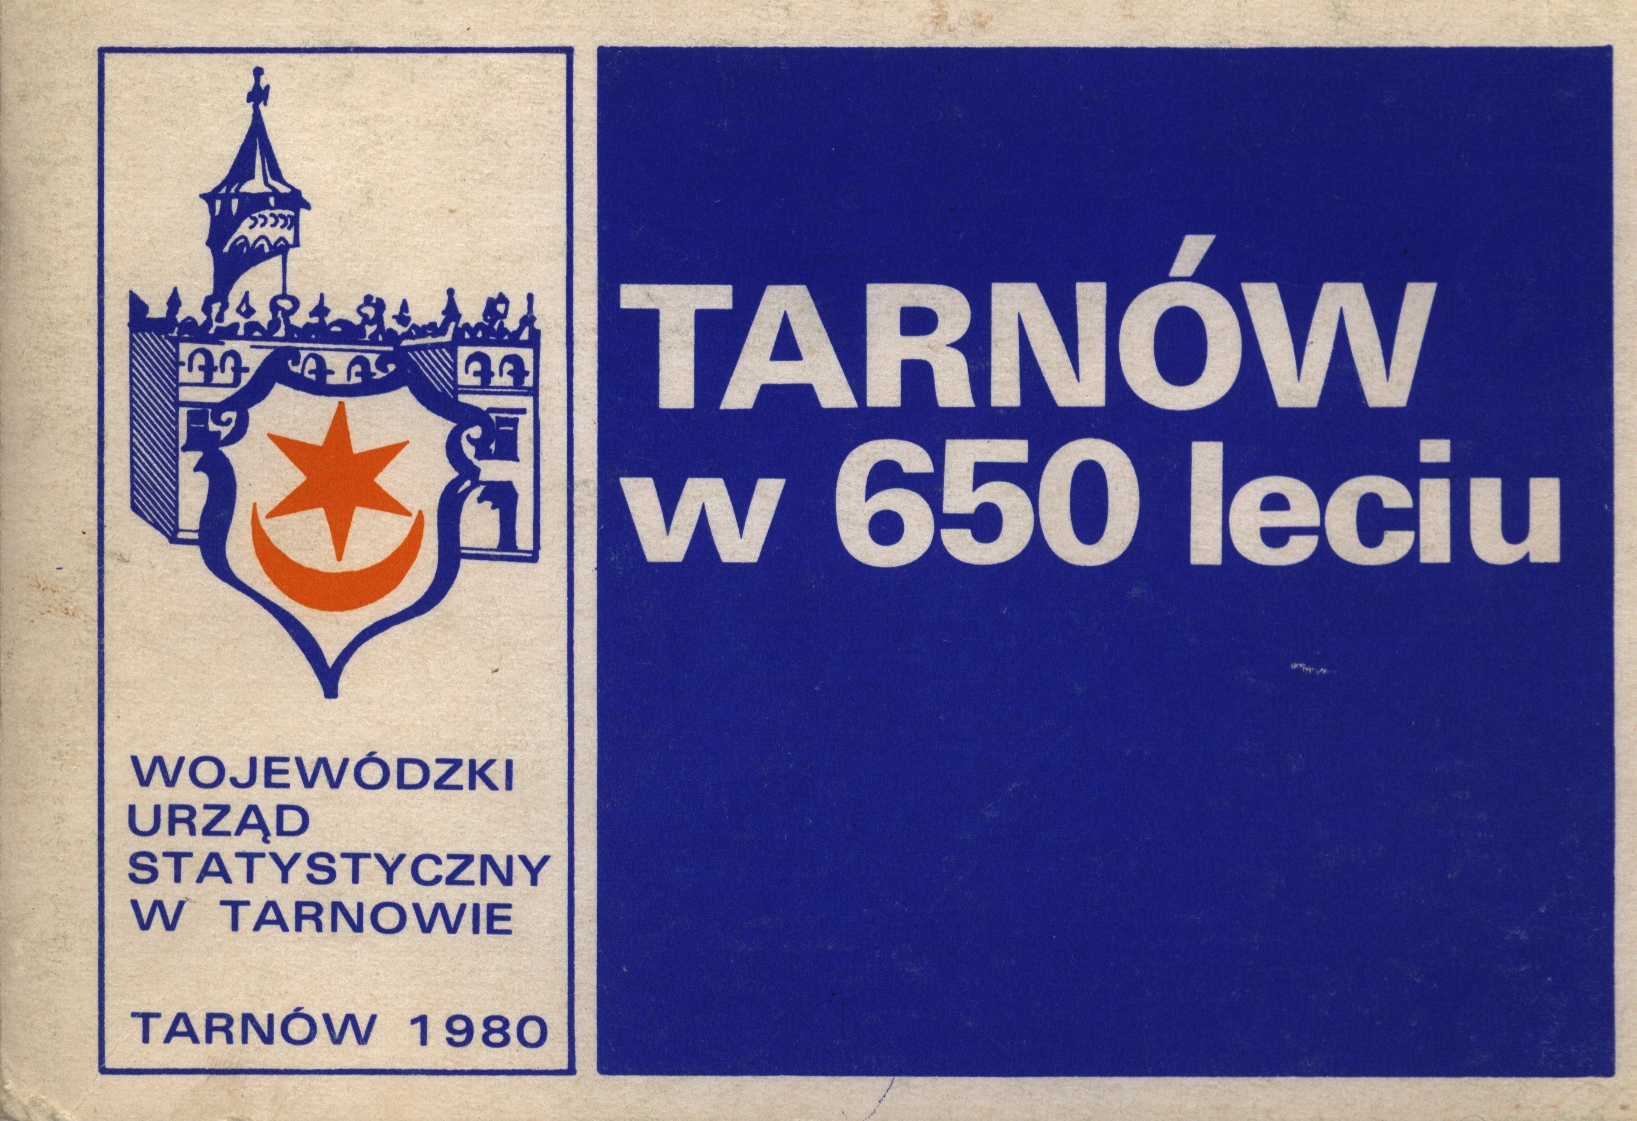 WOJEWÓDZKI
URZĄD
STATYSTYCZNY
W TARNOWIE
TARNÓW 1980
TARNÓW
w 650 leciu